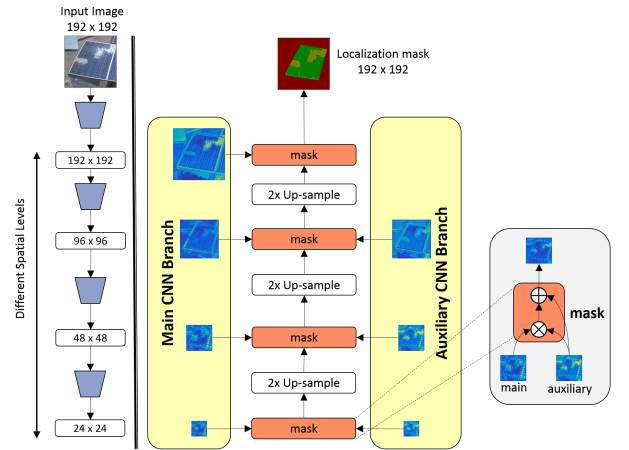 Input Image
192 x 192
192 x 192
96 x 96
48 x 48
24 x 24
Different Spatial Levels
Main CNN Branch
Localization mask
192 x 192
mask
2x Up-sample
mask
2x Up-sample
mask
2x Up-sample
mask
Auxiliary CNN Branch
mask
main
auxiliary